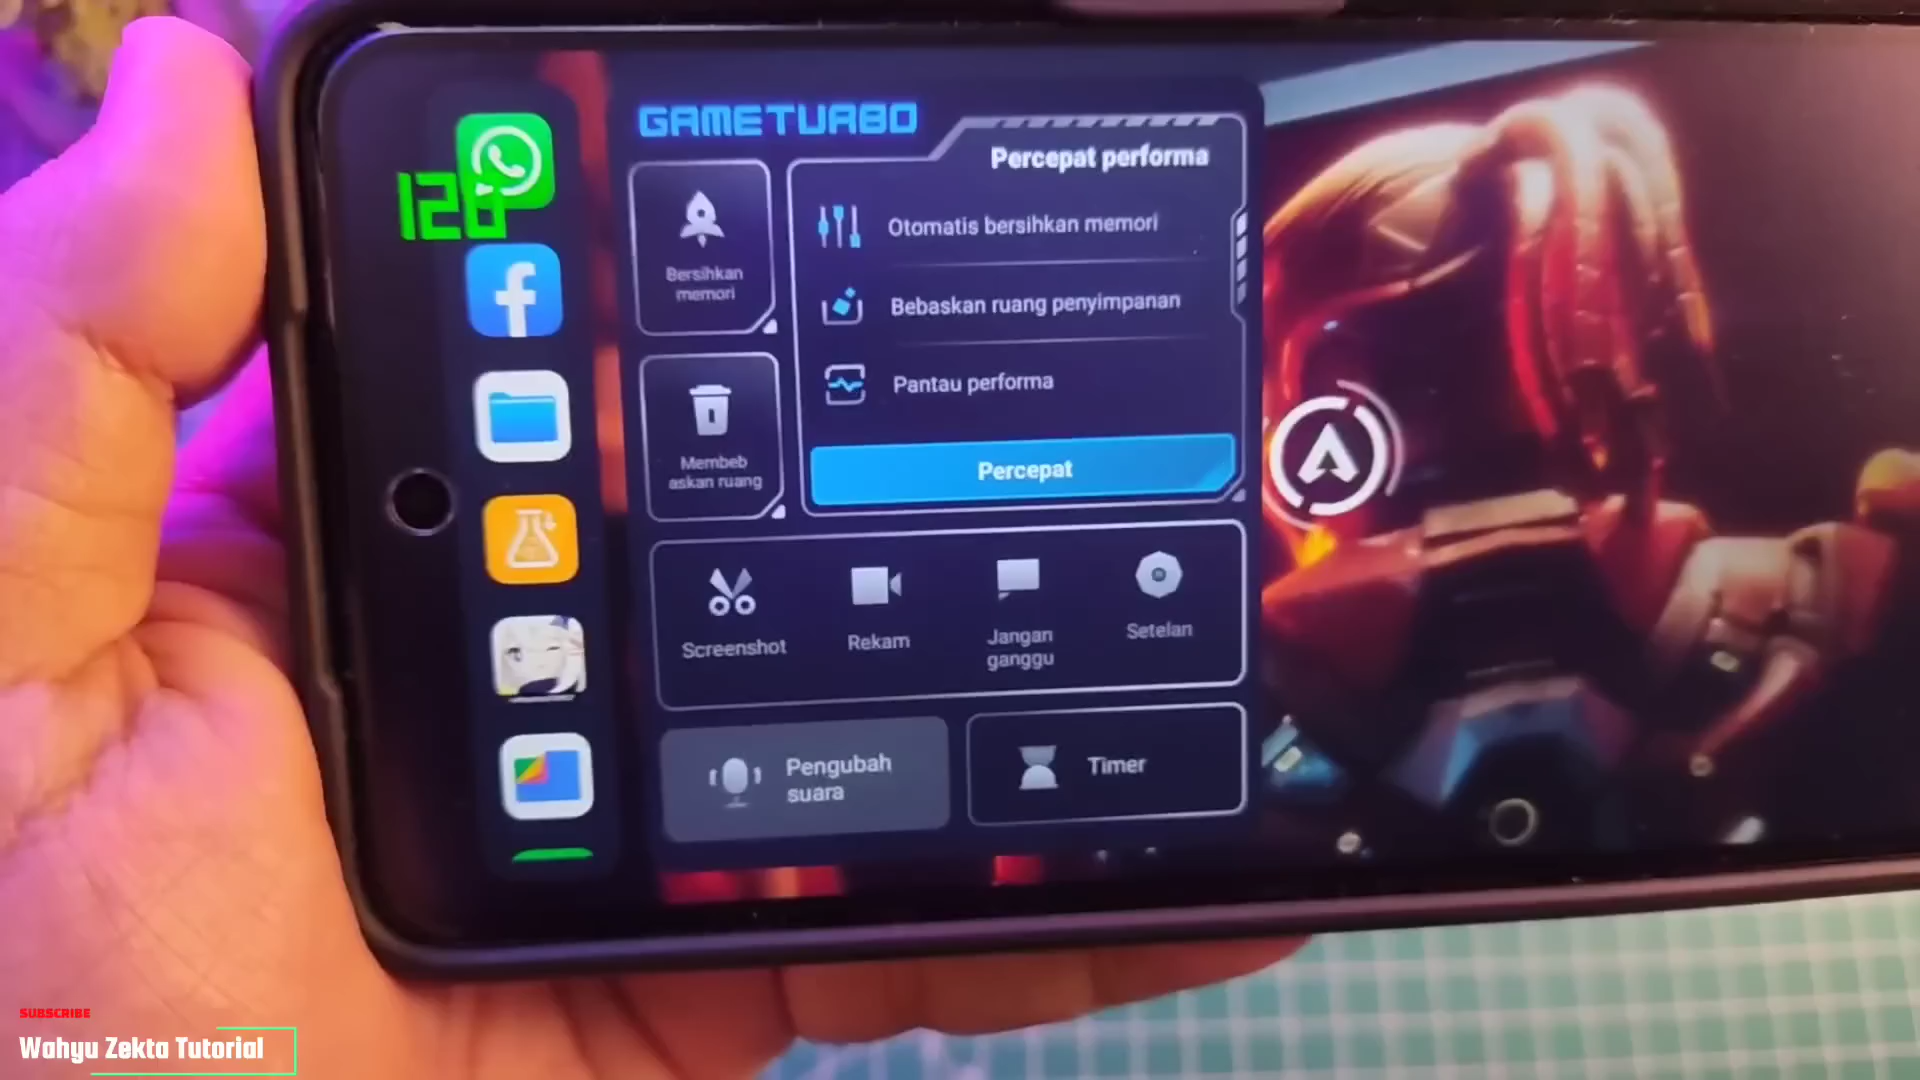 GAMETURBO
Percepat performa
120
Bersihkan
memori
Otomatis bersihkan memori
Bebaskan ruang penyimpanan
Pantau performa
Membeb
askan ruang
Percepat
Screenshot
Rekam
Jangan
ganggu
Setelan
Pengubah
suara
Timer
SUBSCRIBE
Wahyu Zekta Tutorial